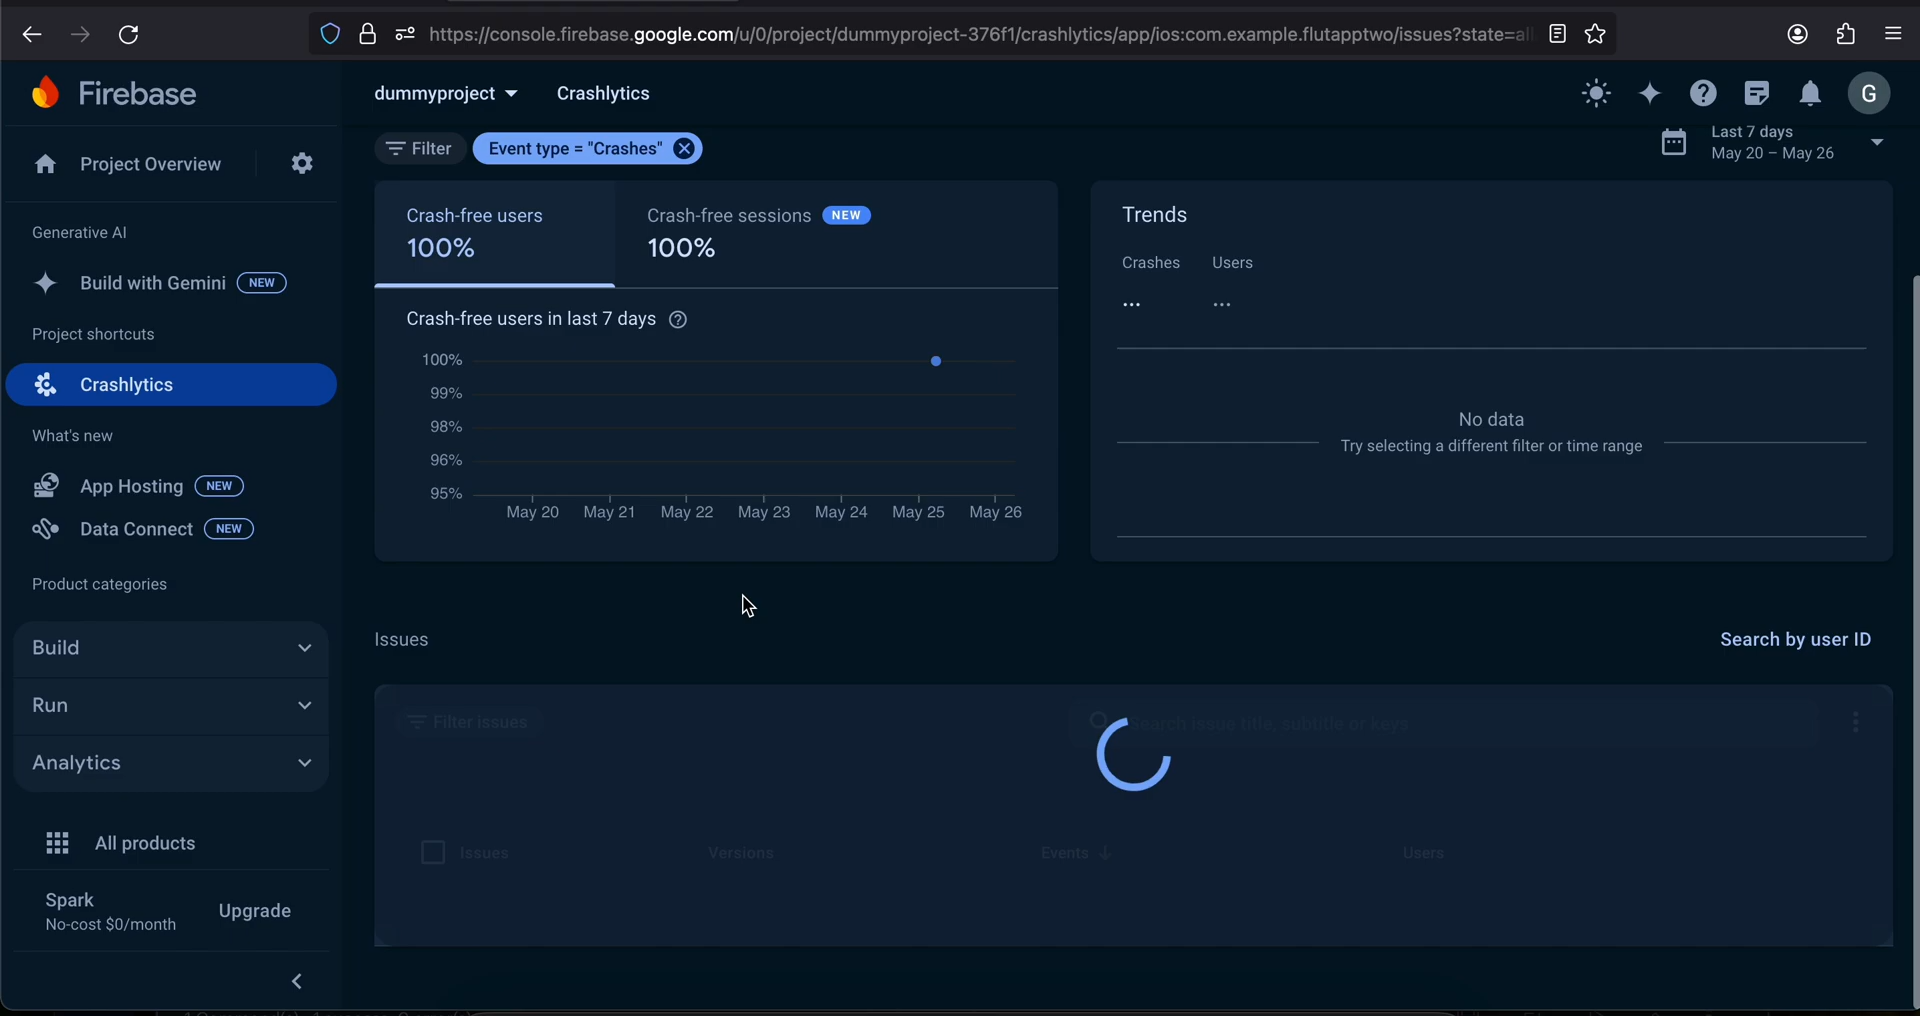 https://console.firebase.google.com/u/0/project/dummyproject-376f1/crashlytics/app/ios:com.example.flutapptwo/issues?state=all
Firebase
dummyproject
Crashlytics
G
Project Overview
Filter
Event type = "Crashes"
Last 7 days
May 20 – May 26
Generative AI
Build with Gemini NEW
Project shortcuts
Crashlytics
What's new
App Hosting NEW
Data Connect NEW
Product categories
Build
Run
Analytics
All products
Spark
No-cost $0/month
Upgrade
Crash-free users
100%
Crash-free sessions NEW
100%
Crash-free users in last 7 days
100%
99%
98%
96%
95%
May 20 May 21 May 22 May 23 May 24 May 25 May 26
Trends
Crashes Users
... ...
No data
Try selecting a different filter or time range
Issues
Search by user ID
Filter issues
Search issue title, subtitle or keys
Issues Versions Events Users